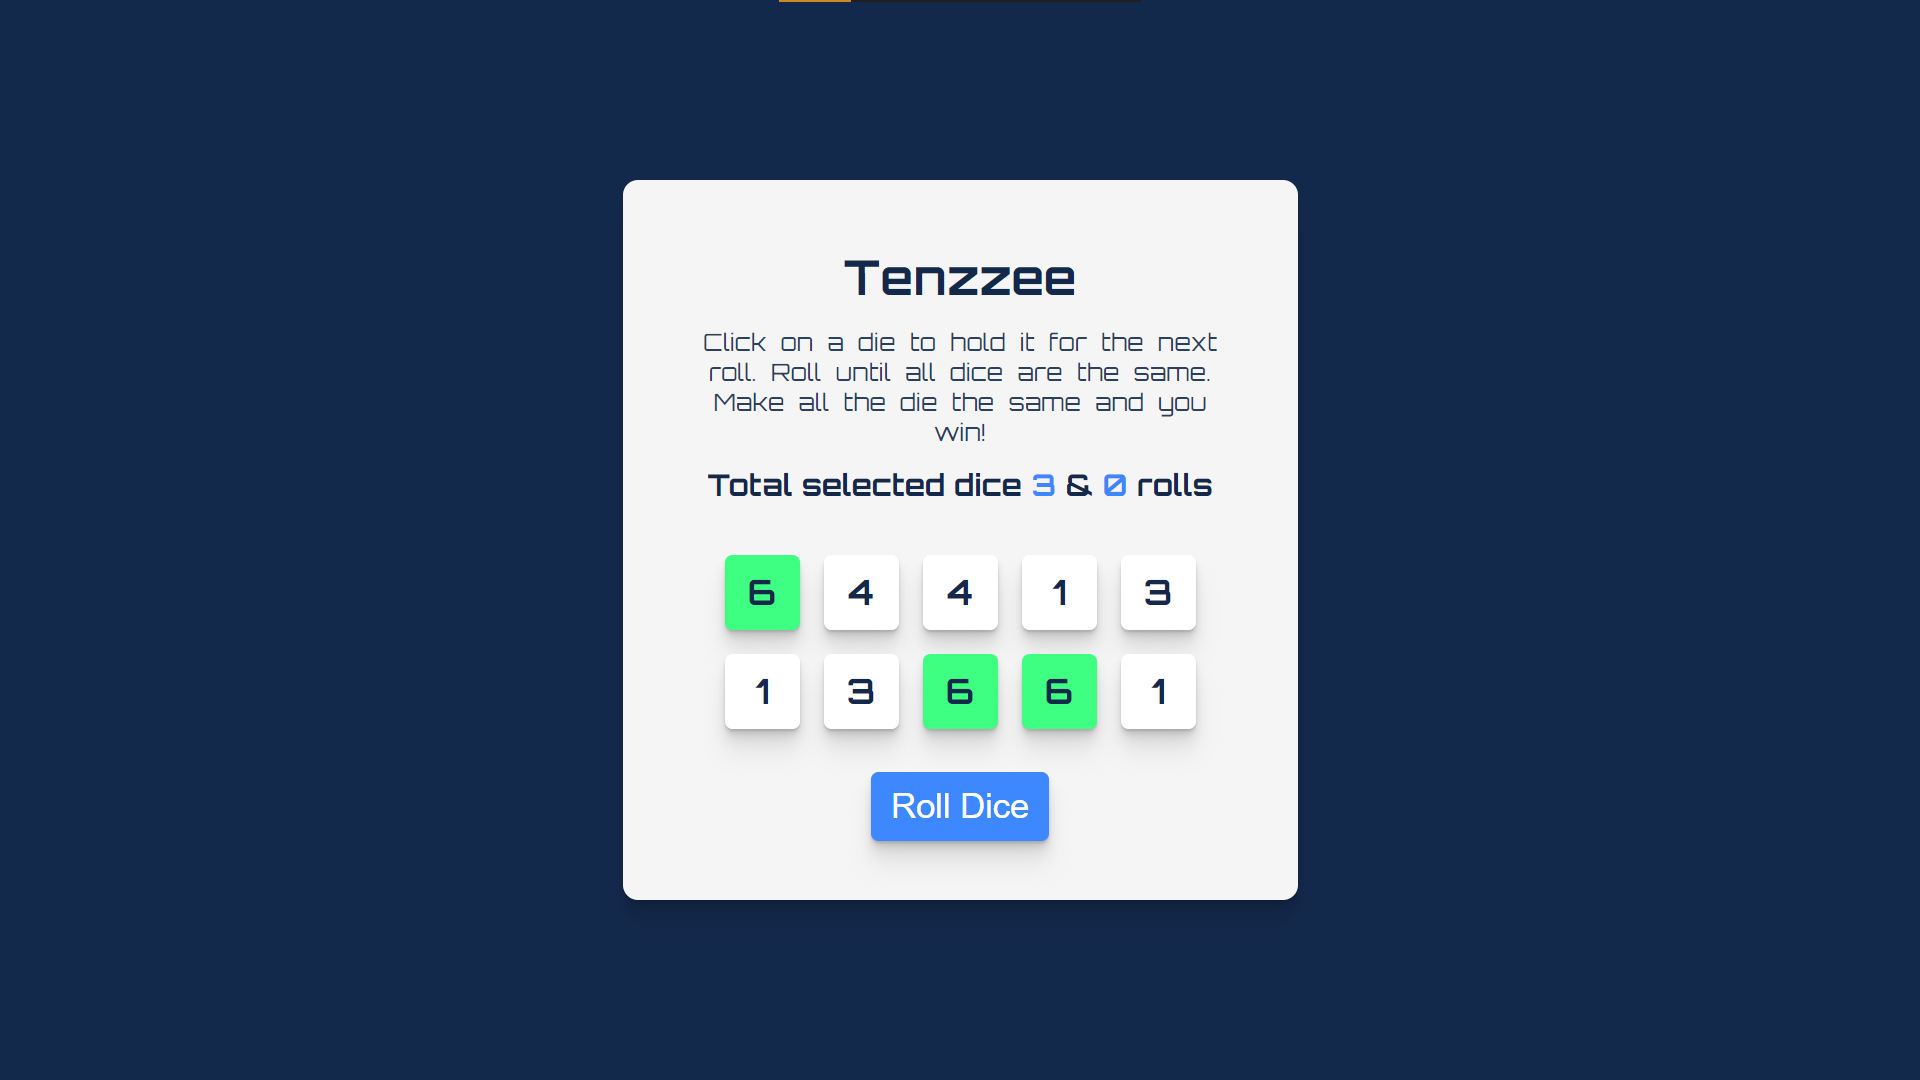 Tenzzee
Click on a die to hold it for the next
roll. Roll until all dice are the same.
Make all the die the same and you
win!
Total selected dice 3 & 0 rolls
6 4 4 1 3
1 3 6 6 1
Roll Dice